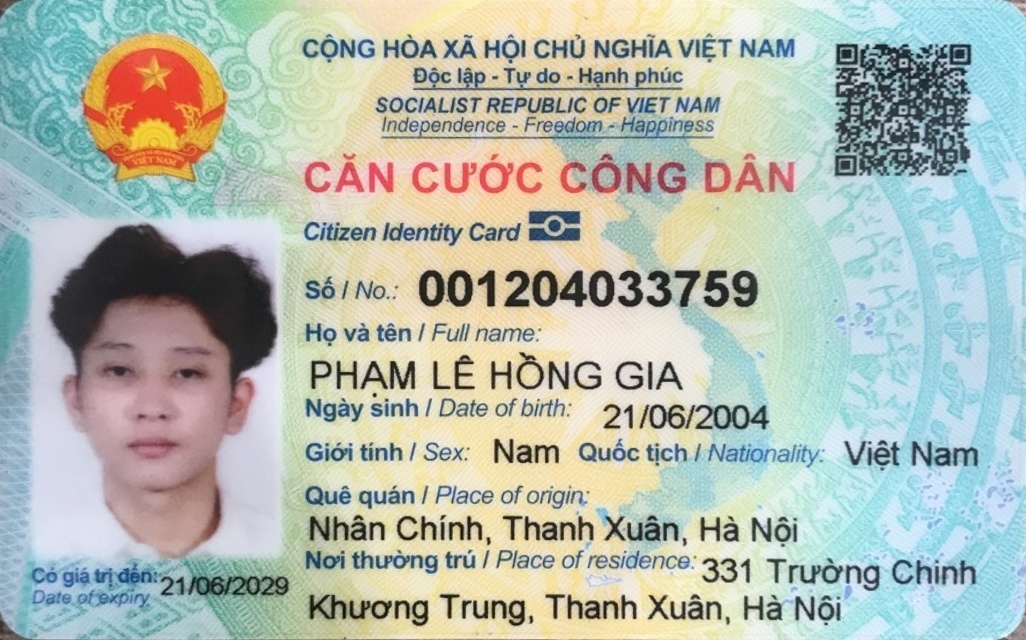 CỘNG HÒA XÃ HỘI CHỦ NGHĨA VIỆT NAM
Độc lập - Tự do - Hạnh phúc
SOCIALIST REPUBLIC OF VIET NAM
Independence - Freedom - Happiness
CĂN CƯỚC CÔNG DÂN
Citizen Identity Card
Số / No.: 001204033759
Họ và tên / Full name:
PHẠM LÊ HỒNG GIA
Ngày sinh / Date of birth: 21/06/2004
Giới tính / Sex: Nam Quốc tịch / Nationality: Việt Nam
Quê quán / Place of origin:
Nhân Chính, Thanh Xuân, Hà Nội
Nơi thường trú / Place of residence: 331 Trường Chinh
Khương Trung, Thanh Xuân, Hà Nội
Có giá trị đến: 21/06/2029
Date of expiry
VIỆT NAM